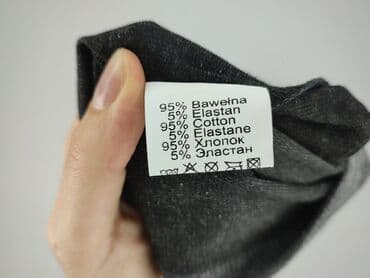 95% Bawełna
5% Elastan
95% Cotton
5% Elastane
95% Хлопок
5% Эластан